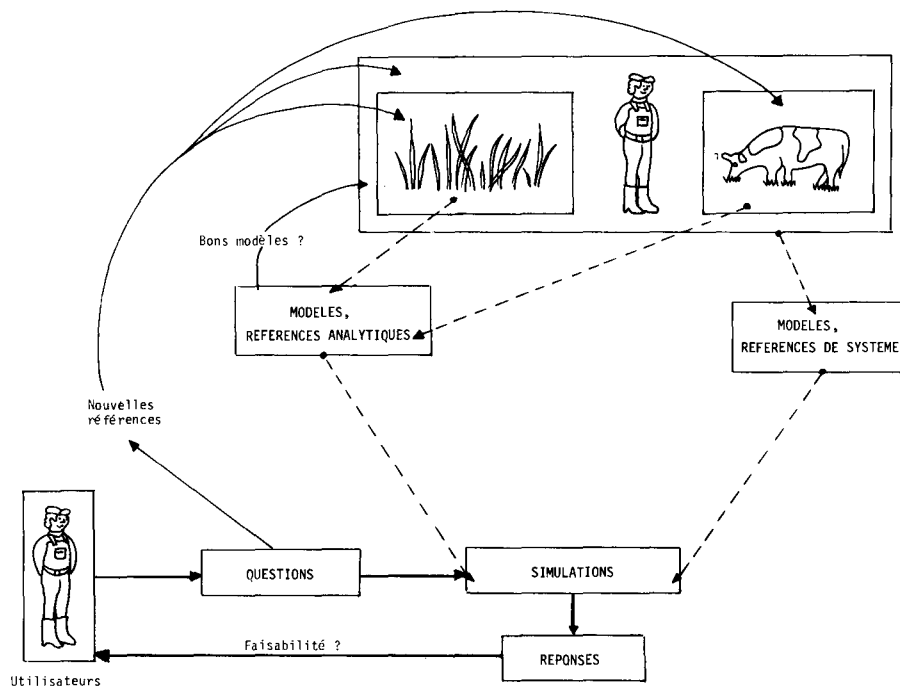 Bons modèles ?
MODELES,
REFERENCES ANALYTIQUES
MODELES,
REFERENCES DE SYSTEME
Nouvelles
références
QUESTIONS
SIMULATIONS
Faisabilité ?
REPONSES
Utilisateurs